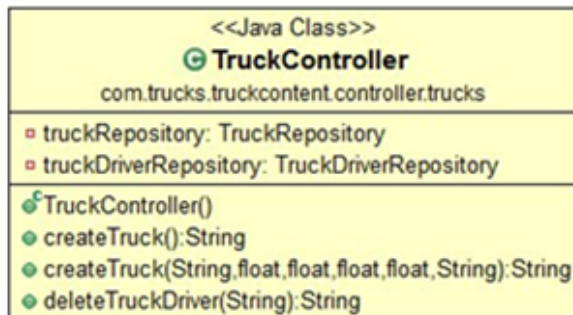 <<Java Class>>
TruckController
com.trucks.truckcontent.controller.trucks
truckRepository: TruckRepository
truckDriverRepository: TruckDriverRepository
TruckController()
createTruck():String
createTruck(String,float,float,float,float,String):String
deleteTruckDriver(String):String